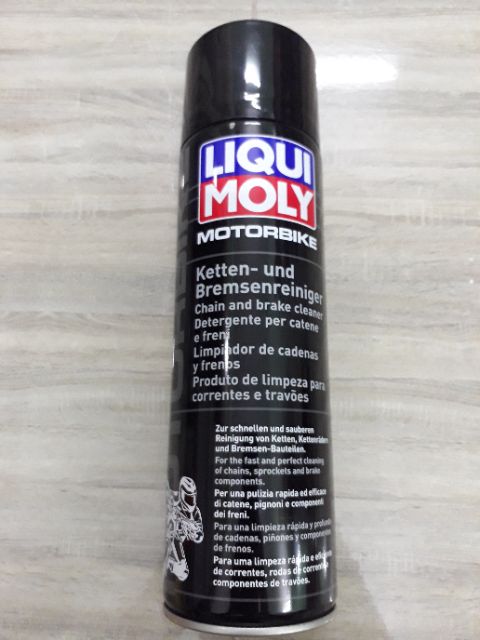 LIQUI
MOLY
MOTORBIKE
Ketten- und
Bremsenreiniger
Chain and brake cleaner
Detergente per catene
e freni
Limpiador de cadenas
y frenos
Produto de limpeza para
correntes e travões
Zur schnellen und sauberen
Reinigung von Ketten, Kettenrädern
und Bremsen-Bauteilen.
For the fast and perfect cleaning
of chains, sprockets and brake
components.
Per una pulizia rapida ed efficace
di catene, pignoni e componenti
dei freni.
Para una limpieza rápida y profunda
de cadenas, piñones y componentes
de frenos.
Para uma limpeza rápida e
de correntes, rodas de
componentes de travões.